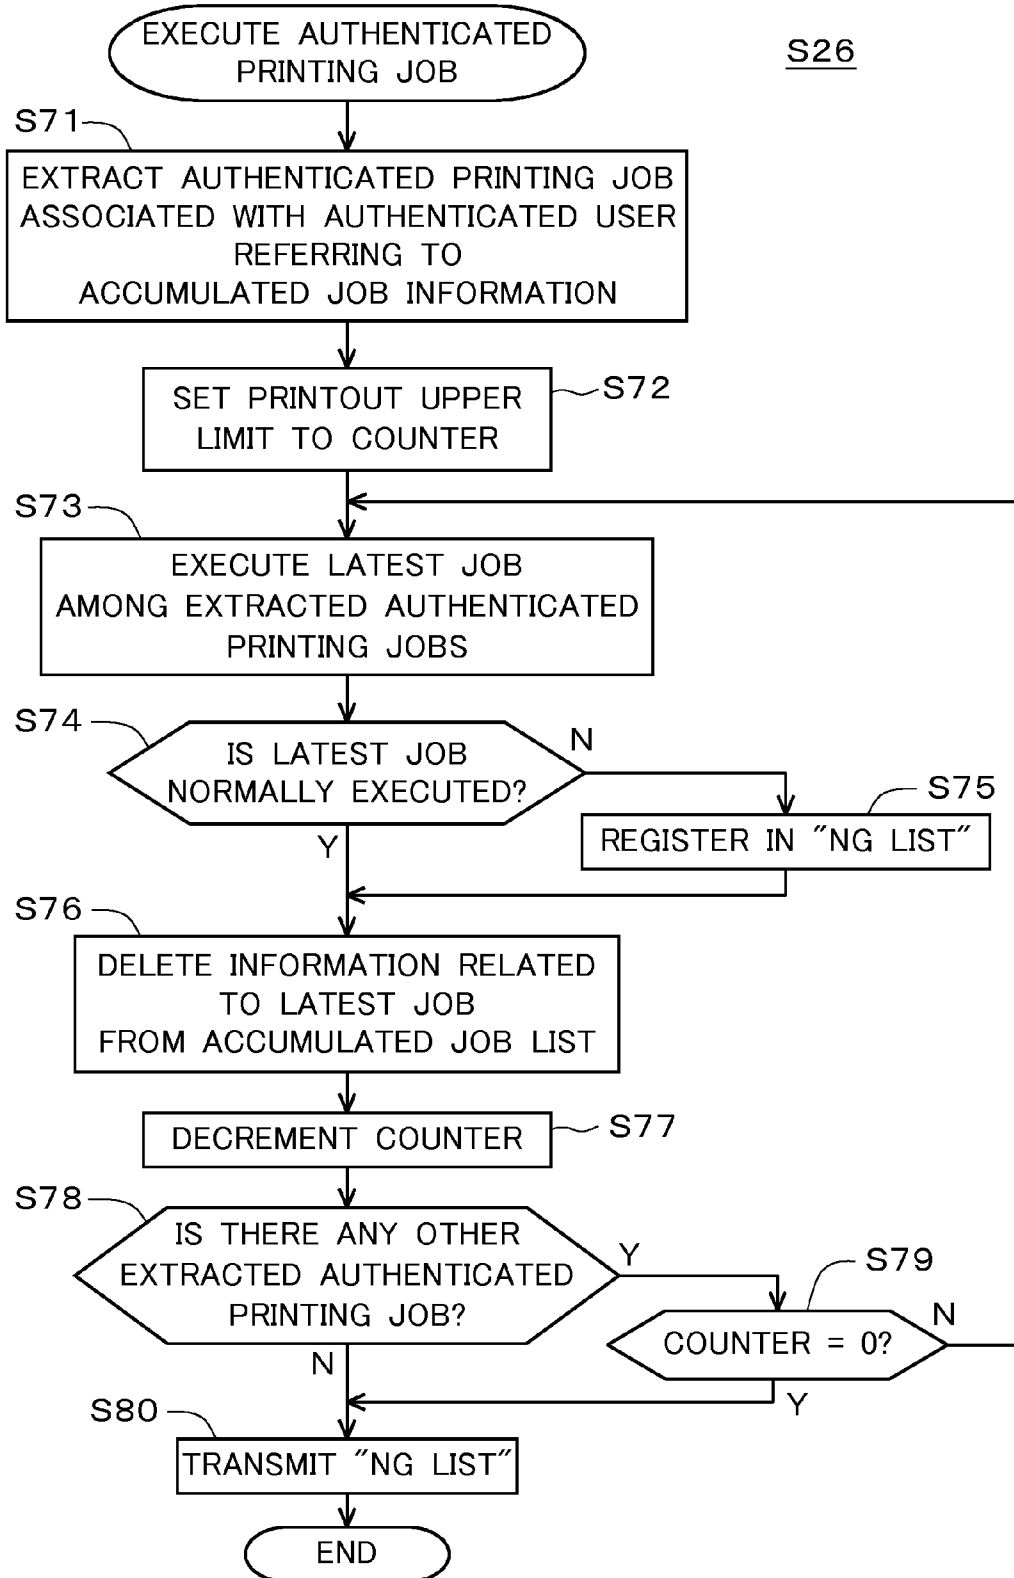 EXECUTE AUTHENTICATED
PRINTING JOB
S26
S71
EXTRACT AUTHENTICATED PRINTING JOB
ASSOCIATED WITH AUTHENTICATED USER
REFERRING TO
ACCUMULATED JOB INFORMATION
S72
SET PRINTOUT UPPER
LIMIT TO COUNTER
S73
EXECUTE LATEST JOB
AMONG EXTRACTED AUTHENTICATED
PRINTING JOBS
S74
IS LATEST JOB
NORMALLY EXECUTED?
N
Y
S75
REGISTER IN "NG LIST"
S76
DELETE INFORMATION RELATED
TO LATEST JOB
FROM ACCUMULATED JOB LIST
S77
DECREMENT COUNTER
S78
IS THERE ANY OTHER
EXTRACTED AUTHENTICATED
PRINTING JOB?
Y
N
S79
COUNTER = 0?
N
Y
S80
TRANSMIT "NG LIST"
END